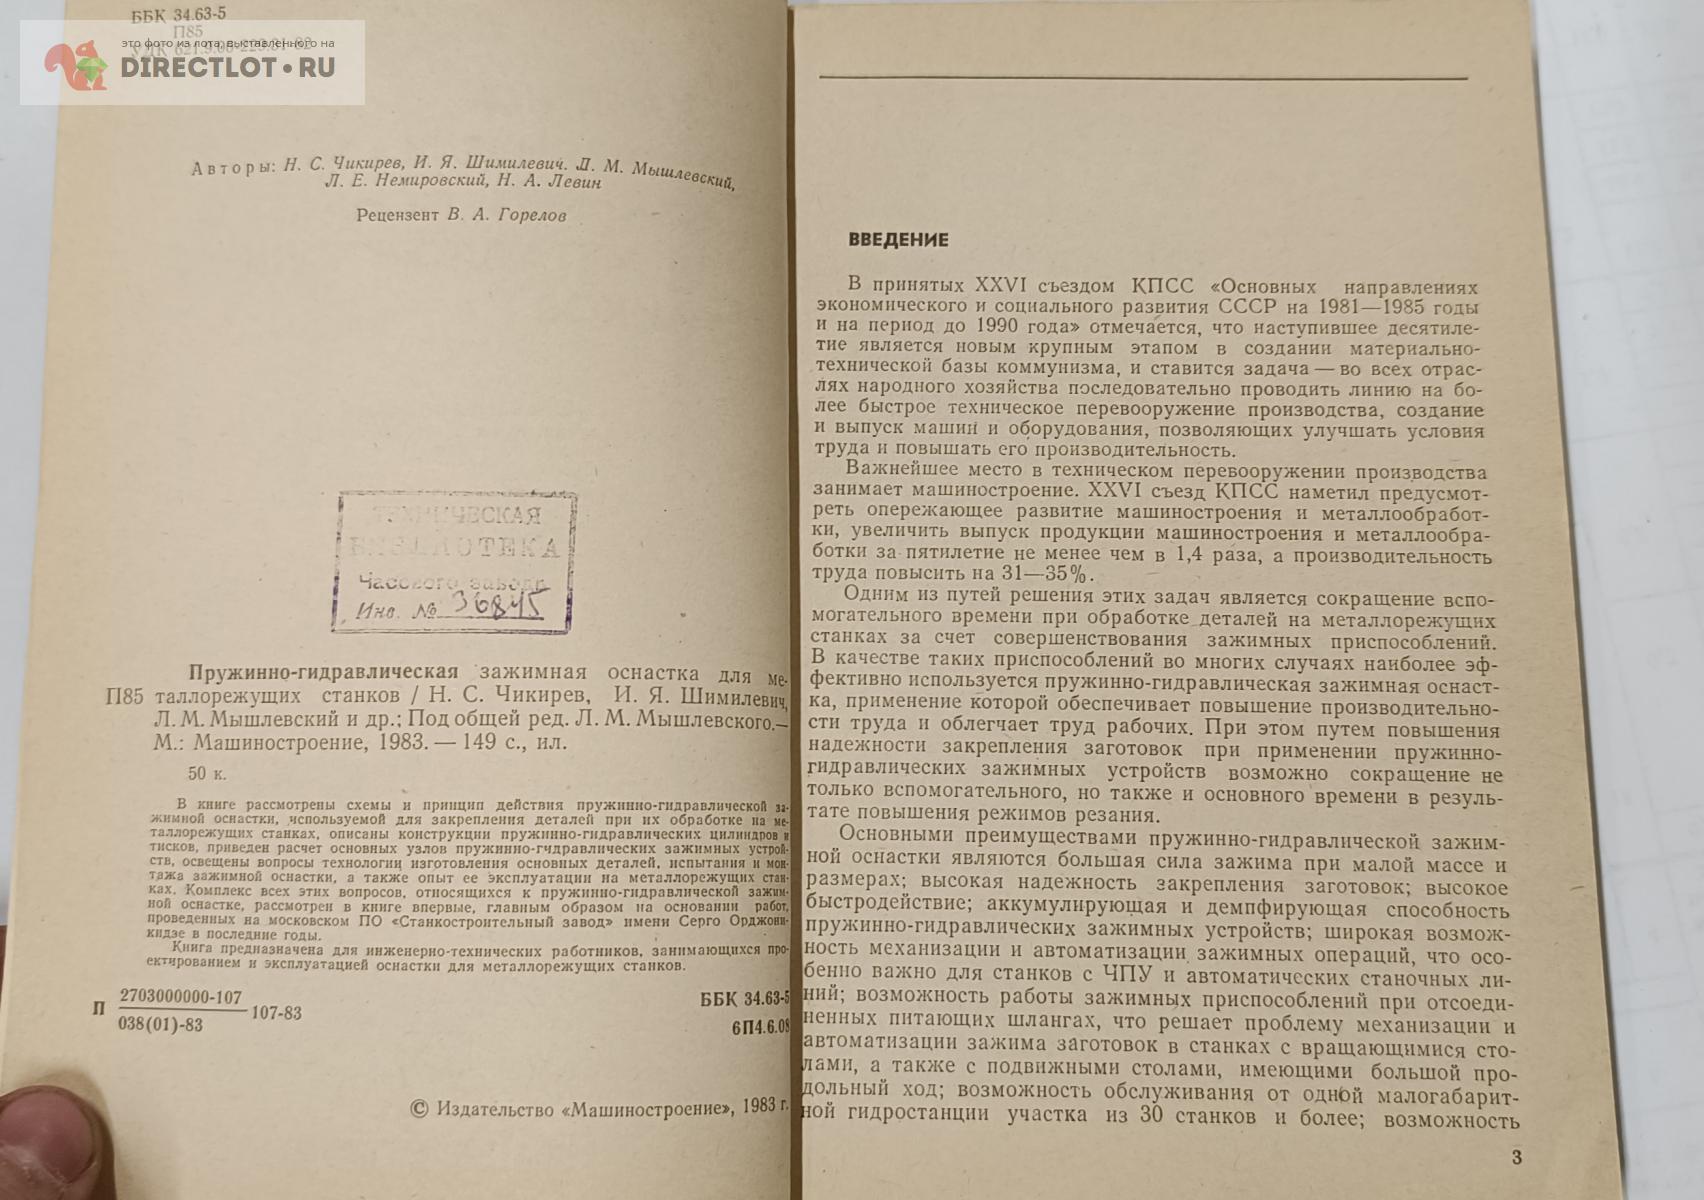 ББК 34.63-5
П85
это фото из лота, выставленного на
DIRECTLOT.RU
Авторы: Н. С. Чикирев, И. Я. Шимилевич. Л. М. Мышлевский,
Л. Е. Немировский, Н. А. Левин
Рецензент В. А. Горелов
ТЕХНИЧЕСКАЯ
БИБЛИОТЕКА
Часового завода
Инв. № 36845
Пружинно-гидравлическая зажимная оснастка для ме-
П85 таллорежущих станков / Н. С. Чикирев, И. Я. Шимилевич,
Л. М. Мышлевский и др.; Под общей ред. Л. М. Мышлевского.—
М.: Машиностроение, 1983. — 149 с., ил.
50 к.
В книге рассмотрены схемы и принцип действия пружинно-гидравлической за-
жимной оснастки, используемой для закрепления деталей при их обработке на ме-
таллорежущих станках, описаны конструкции пружинно-гидравлических цилиндров и
тисков, приведен расчет основных узлов пружинно-гидравлических зажимных устрой-
ств, освещены вопросы технологии изготовления основных деталей, испытания и мон-
тажа зажимной оснастки, а также опыт ее эксплуатации на металлорежущих стан-
ках. Комплекс всех этих вопросов, относящихся к пружинно-гидравлической зажим-
ной оснастке, рассмотрен в книге впервые, главным образом на основании работ,
проведенных на московском ПО «Станкостроительный завод» имени Серго Орджони-
кидзе в последние годы.
Книга предназначена для инженерно-технических работников, занимающихся про-
ектированием и эксплуатацией оснастки для металлорежущих станков.
П 2703000000-107 107-83
038(01)-83
ББК 34.63-5
6П4.6.08
© Издательство «Машиностроение», 1983 г.
ВВЕДЕНИЕ
В принятых XXVI съездом КПСС «Основных направлениях
экономического и социального развития СССР на 1981—1985 годы
и на период до 1990 года» отмечается, что наступившее десятиле-
тие является новым крупным этапом в создании материально-
технической базы коммунизма, и ставится задача — во всех отрас-
лях народного хозяйства последовательно проводить линию на бо-
лее быстрое техническое перевооружение производства, создание
и выпуск машин и оборудования, позволяющих улучшать условия
труда и повышать его производительность.
Важнейшее место в техническом перевооружении производства
занимает машиностроение. XXVI съезд КПСС наметил предусмот-
реть опережающее развитие машиностроения и металлообработ-
ки, увеличить выпуск продукции машиностроения и металлообра-
ботки за пятилетие не менее чем в 1,4 раза, а производительность
труда повысить на 31—35%.
Одним из путей решения этих задач является сокращение вспо-
могательного времени при обработке деталей на металлорежущих
станках за счет совершенствования зажимных приспособлений.
В качестве таких приспособлений во многих случаях наиболее эф-
фективно используется пружинно-гидравлическая зажимная оснаст-
ка, применение которой обеспечивает повышение производительно-
сти труда и облегчает труд рабочих. При этом путем повышения
надежности закрепления заготовок при применении пружинно-
гидравлических зажимных устройств возможно сокращение не
только вспомогательного, но также и основного времени в резуль-
тате повышения режимов резания.
Основными преимуществами пружинно-гидравлической зажим-
ной оснастки являются большая сила зажима при малой массе и
размерах; высокая надежность закрепления заготовок; высокое
быстродействие; аккумулирующая и демпфирующая способность
пружинно-гидравлических зажимных устройств; широкая возмож-
ность механизации и автоматизации зажимных операций, что осо-
бенно важно для станков с ЧПУ и автоматических станочных ли-
ний; возможность работы зажимных приспособлений при отсоеди-
ненных питающих шлангах, что решает проблему механизации и
автоматизации зажима заготовок в станках с вращающимися сто-
лами, а также с подвижными столами, имеющими большой про-
дольный ход; возможность обслуживания от одной малогабарит-
ной гидростанции участка из 30 станков и более; возможность
3